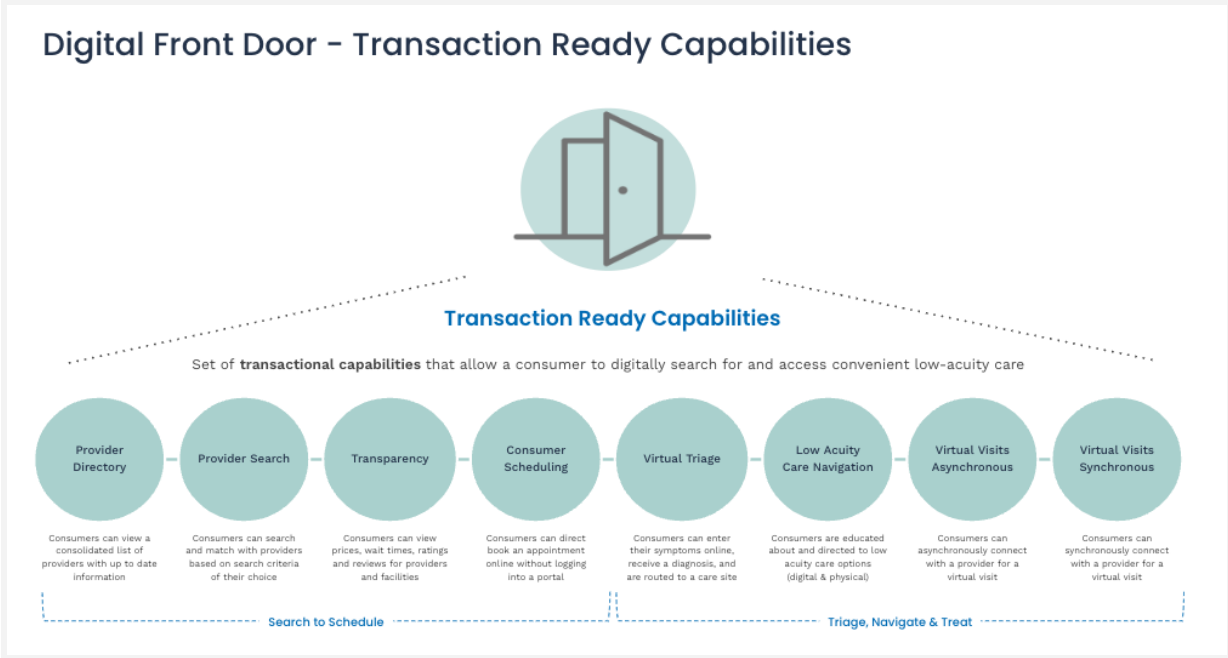 Digital Front Door - Transaction Ready Capabilities
Transaction Ready Capabilities
Set of transactional capabilities that allow a consumer to digitally search for and access convenient low-acuity care
Provider
Directory
Consumers can view a
consolidated list of
providers with up to date
information
Provider Search
Consumers can search
and match with providers
based on search criteria
of their choice
Transparency
Consumers can view
prices, wait times, ratings
and reviews for providers
and facilities
Consumer
Scheduling
Consumers can direct
book an appointment
online without logging
into a portal
Virtual Triage
Consumers can enter
their symptoms online,
receive a diagnosis, and
are routed to a care site
Low Acuity
Care Navigation
Consumers are educated
about and directed to low
acuity care options
(digital & physical)
Virtual Visits
Asynchronous
Consumers can
asynchronously connect
with a provider for a
virtual visit
Virtual Visits
Synchronous
Consumers can
synchronously connect
with a provider for a
virtual visit
Search to Schedule
Triage, Navigate & Treat